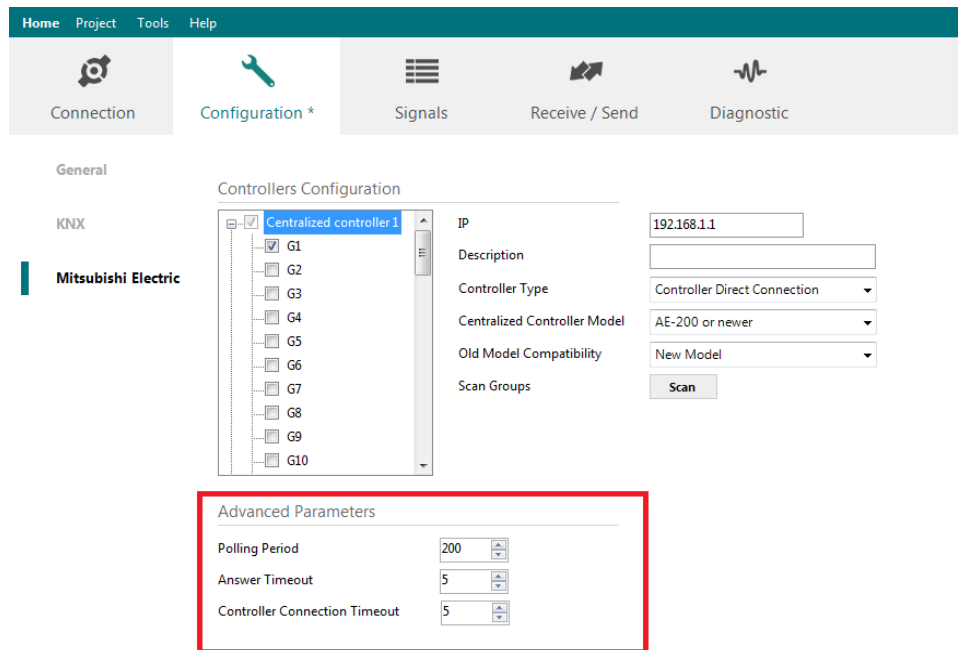 Home Project Tools Help
Connection Configuration * Signals Receive / Send Diagnostic
General
KNX
Mitsubishi Electric
Controllers Configuration
Centralized controller 1
G1
G2
G3
G4
G5
G6
G7
G8
G9
G10
IP 192.168.1.1
Description
Controller Type Controller Direct Connection
Centralized Controller Model AE-200 or newer
Old Model Compatibility New Model
Scan Groups Scan
Advanced Parameters
Polling Period 200
Answer Timeout 5
Controller Connection Timeout 5